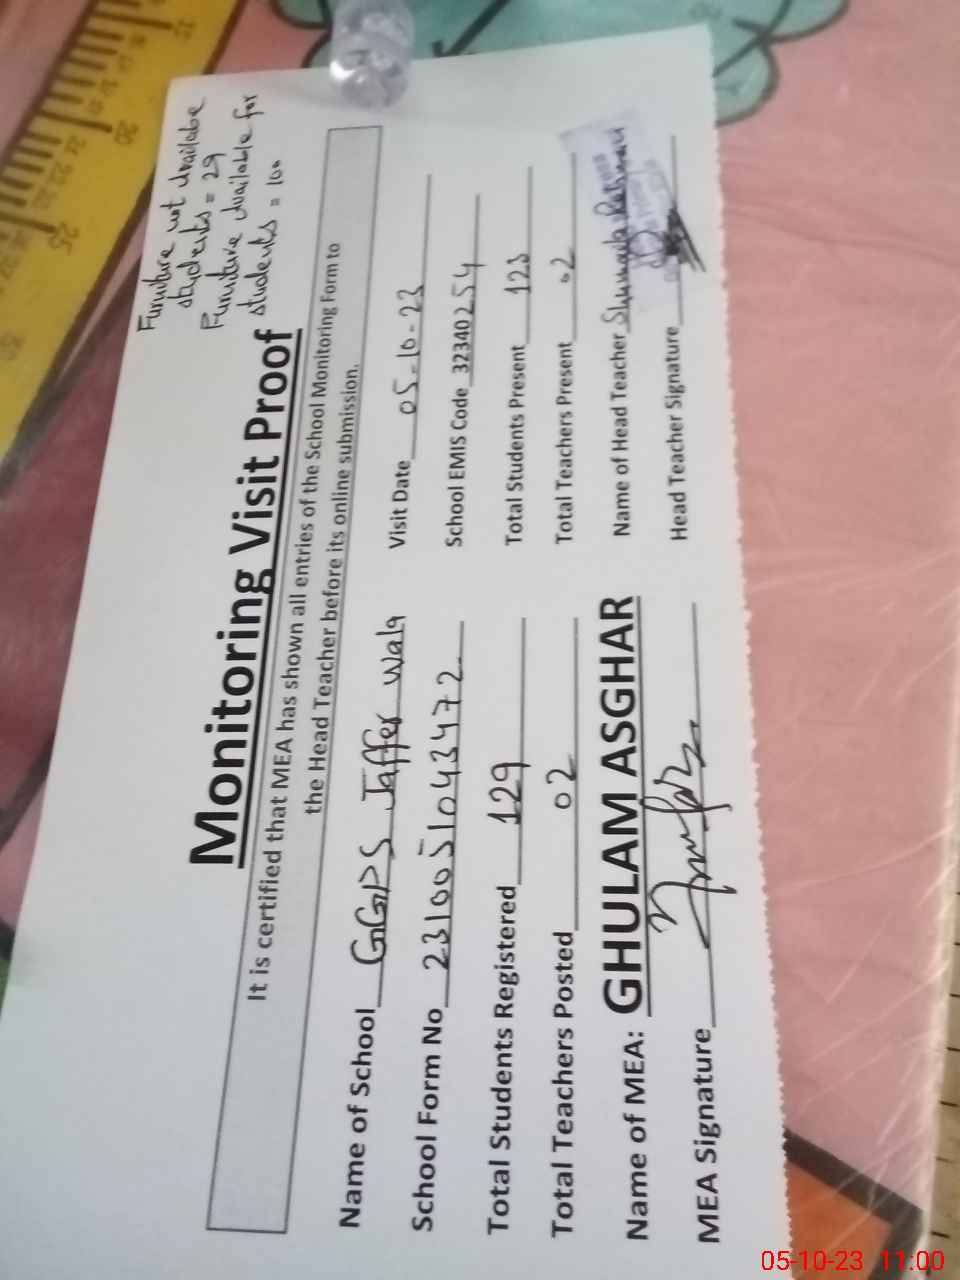 Furniture not Availabe
students = 29
Furniture Available for
students = 100
Monitoring Visit Proof
It is certified that MEA has shown all entries of the School Monitoring Form to
the Head Teacher before its online submission.
Name of School GGPS Jaffer wala Visit Date 05-10-23
School Form No 231005104 3472 School EMIS Code 32340254
Total Students Registered 129 Total Students Present 123
Total Teachers Posted 02 Total Teachers Present 02
Name of MEA: GHULAM ASGHAR Name of Head Teacher Shumaila
MEA Signature Head Teacher Signature
05-10-23 11:00